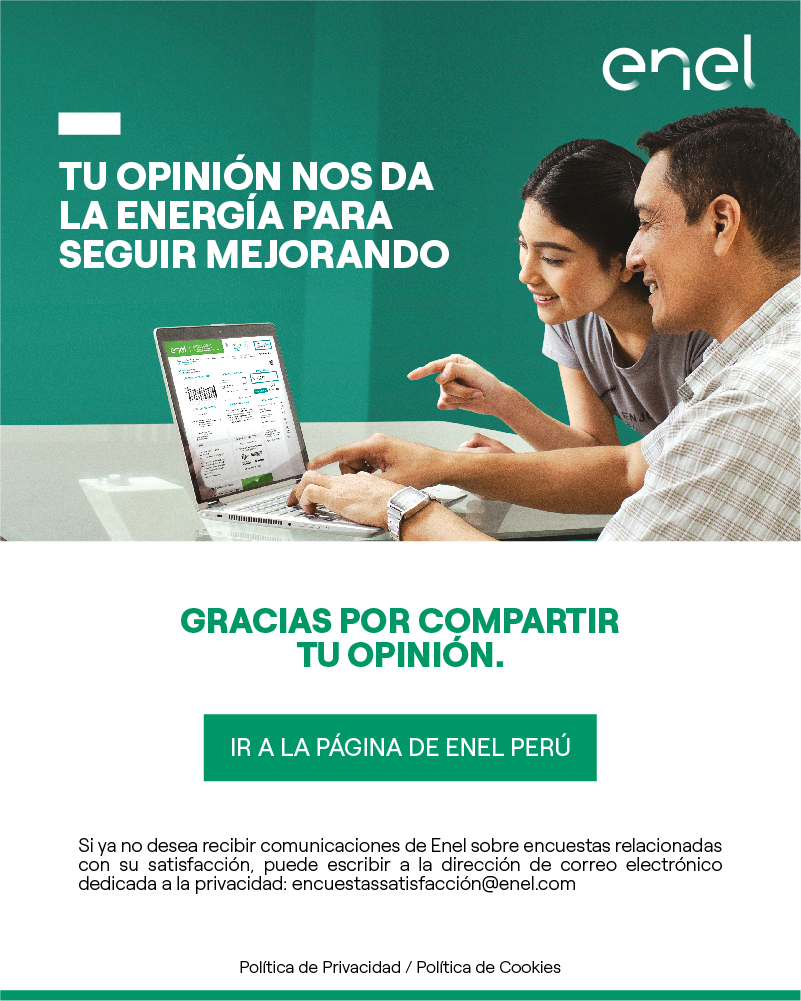 enel
TU OPINIÓN NOS DA
LA ENERGÍA PARA
SEGUIR MEJORANDO
enel
GRACIAS POR COMPARTIR
TU OPINIÓN.
IR A LA PÁGINA DE ENEL PERÚ
Si ya no desea recibir comunicaciones de Enel sobre encuestas relacionadas
con su satisfacción, puede escribir a la dirección de correo electrónico
dedicada a la privacidad: encuestassatisfacción@enel.com
Política de Privacidad / Política de Cookies